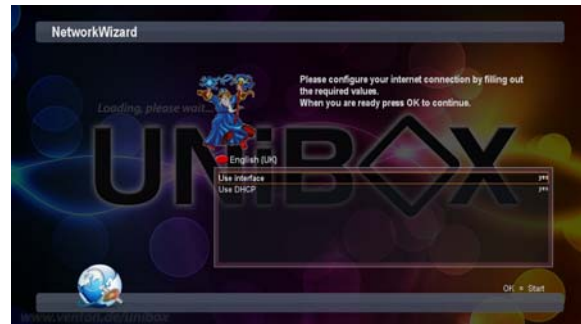 NetworkWizard
Please configure your internet connection by filling out
the required values.
When you are ready press OK to continue.
Loading, please wait...
UNiBOX
English (UK)
Use interface yes
Use DHCP yes
OK = Start
www.venton.de/unibox